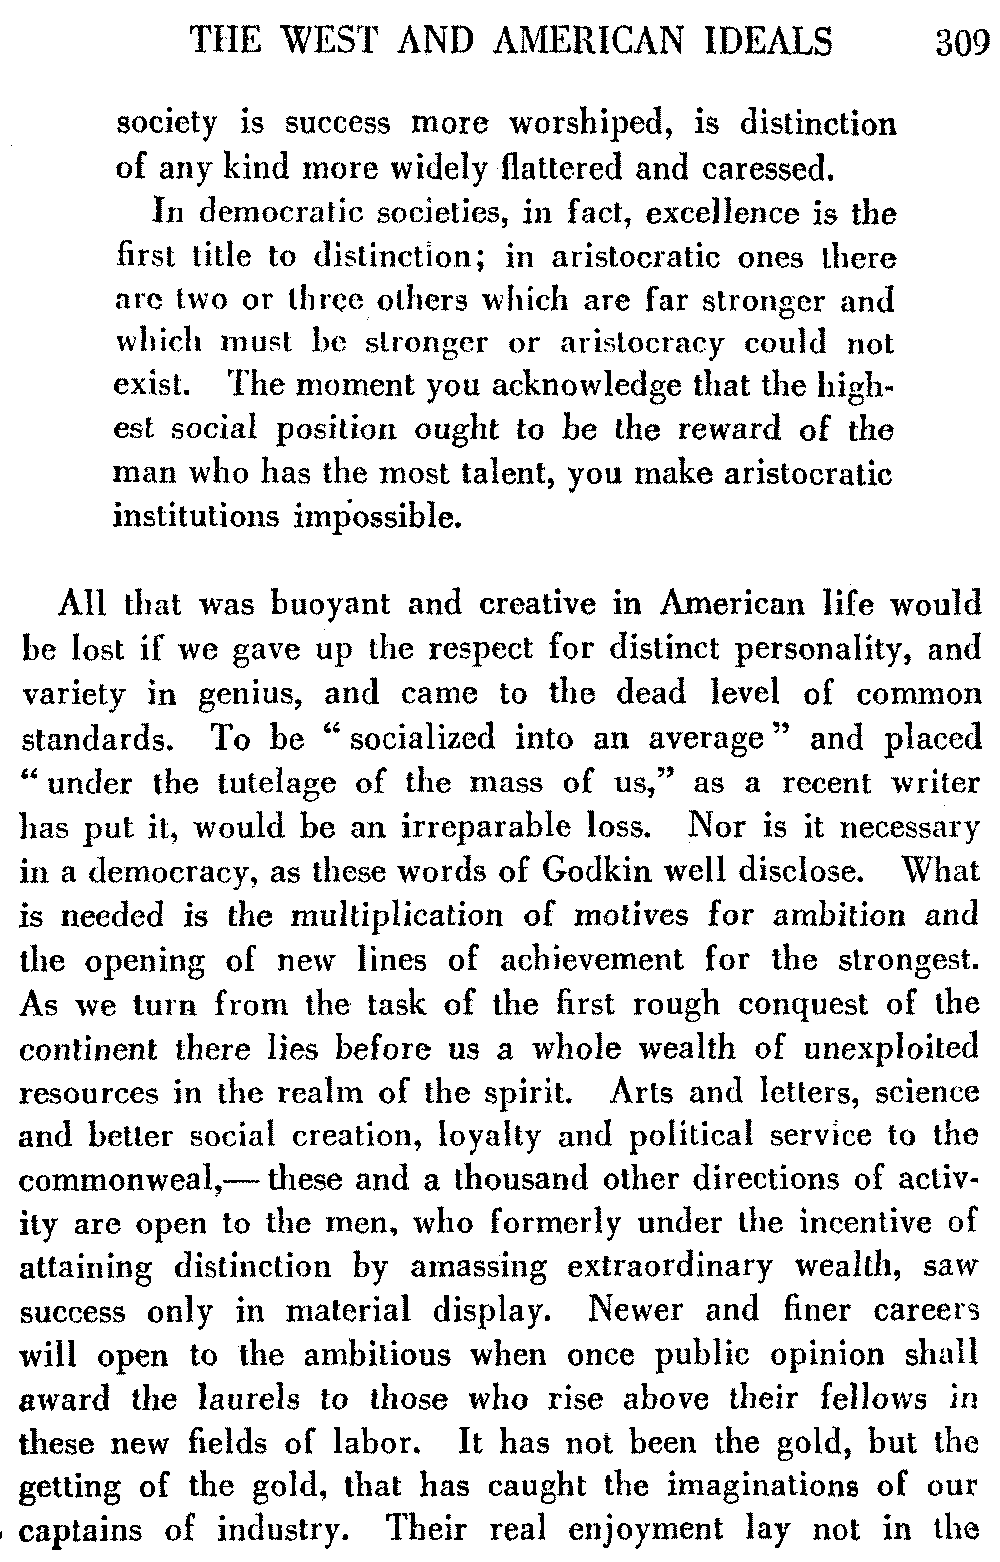 THE WEST AND AMERICAN IDEALS 309
society is success more worshiped, is distinction
of any kind more widely flattered and caressed.
In democratic societies, in fact, excellence is the
first title to distinction; in aristocratic ones there
are two or three others which are far stronger and
which must be stronger or aristocracy could not
exist. The moment you acknowledge that the high-
est social position ought to be the reward of the
man who has the most talent, you make aristocratic
institutions impossible.
All that was buoyant and creative in American life would
be lost if we gave up the respect for distinct personality, and
variety in genius, and came to the dead level of common
standards. To be “ socialized into an average ” and placed
“ under the tutelage of the mass of us,” as a recent writer
has put it, would be an irreparable loss. Nor is it necessary
in a democracy, as these words of Godkin well disclose. What
is needed is the multiplication of motives for ambition and
the opening of new lines of achievement for the strongest.
As we turn from the task of the first rough conquest of the
continent there lies before us a whole wealth of unexploited
resources in the realm of the spirit. Arts and letters, science
and better social creation, loyalty and political service to the
commonweal,— these and a thousand other directions of activ-
ity are open to the men, who formerly under the incentive of
attaining distinction by amassing extraordinary wealth, saw
success only in material display. Newer and finer careers
will open to the ambitious when once public opinion shall
award the laurels to those who rise above their fellows in
these new fields of labor. It has not been the gold, but the
getting of the gold, that has caught the imaginations of our
captains of industry. Their real enjoyment lay not in the